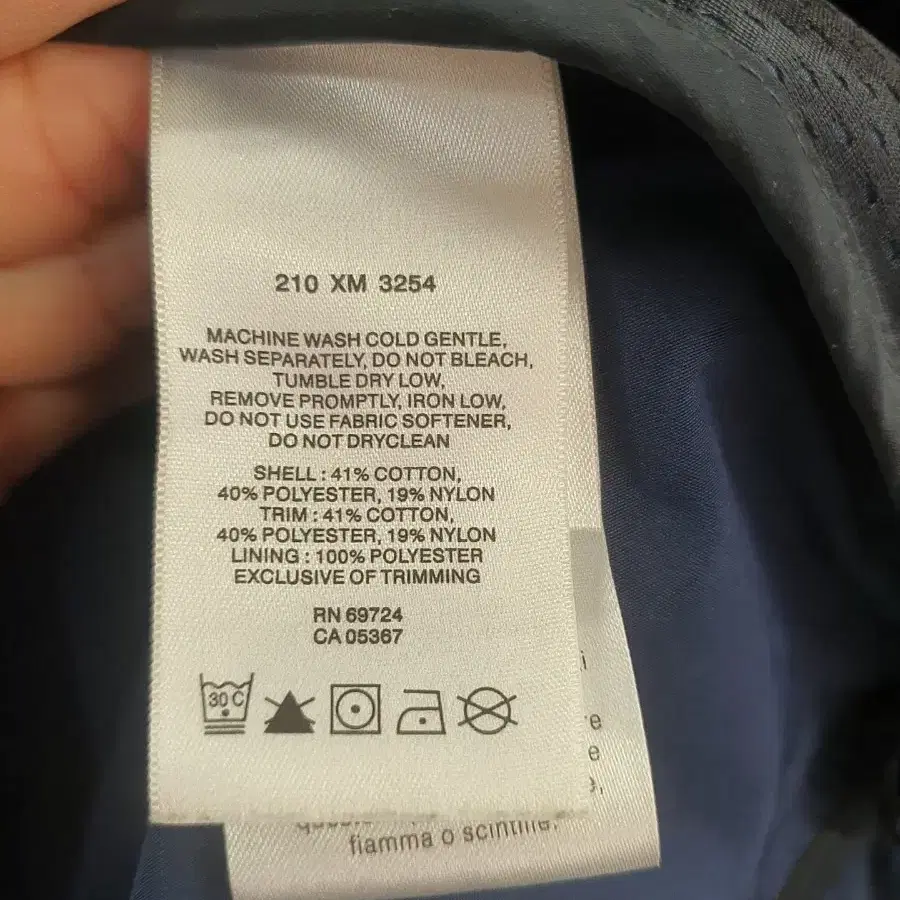 210 XM 3254
MACHINE WASH COLD GENTLE,
WASH SEPARATELY, DO NOT BLEACH,
TUMBLE DRY LOW,
REMOVE PROMPTLY, IRON LOW,
DO NOT USE FABRIC SOFTENER,
DO NOT DRYCLEAN
SHELL : 41% COTTON,
40% POLYESTER, 19% NYLON
TRIM : 41% COTTON,
40% POLYESTER, 19% NYLON
LINING : 100% POLYESTER
EXCLUSIVE OF TRIMMING
RN 69724
CA 05367
30 C
fiamma o scintille.